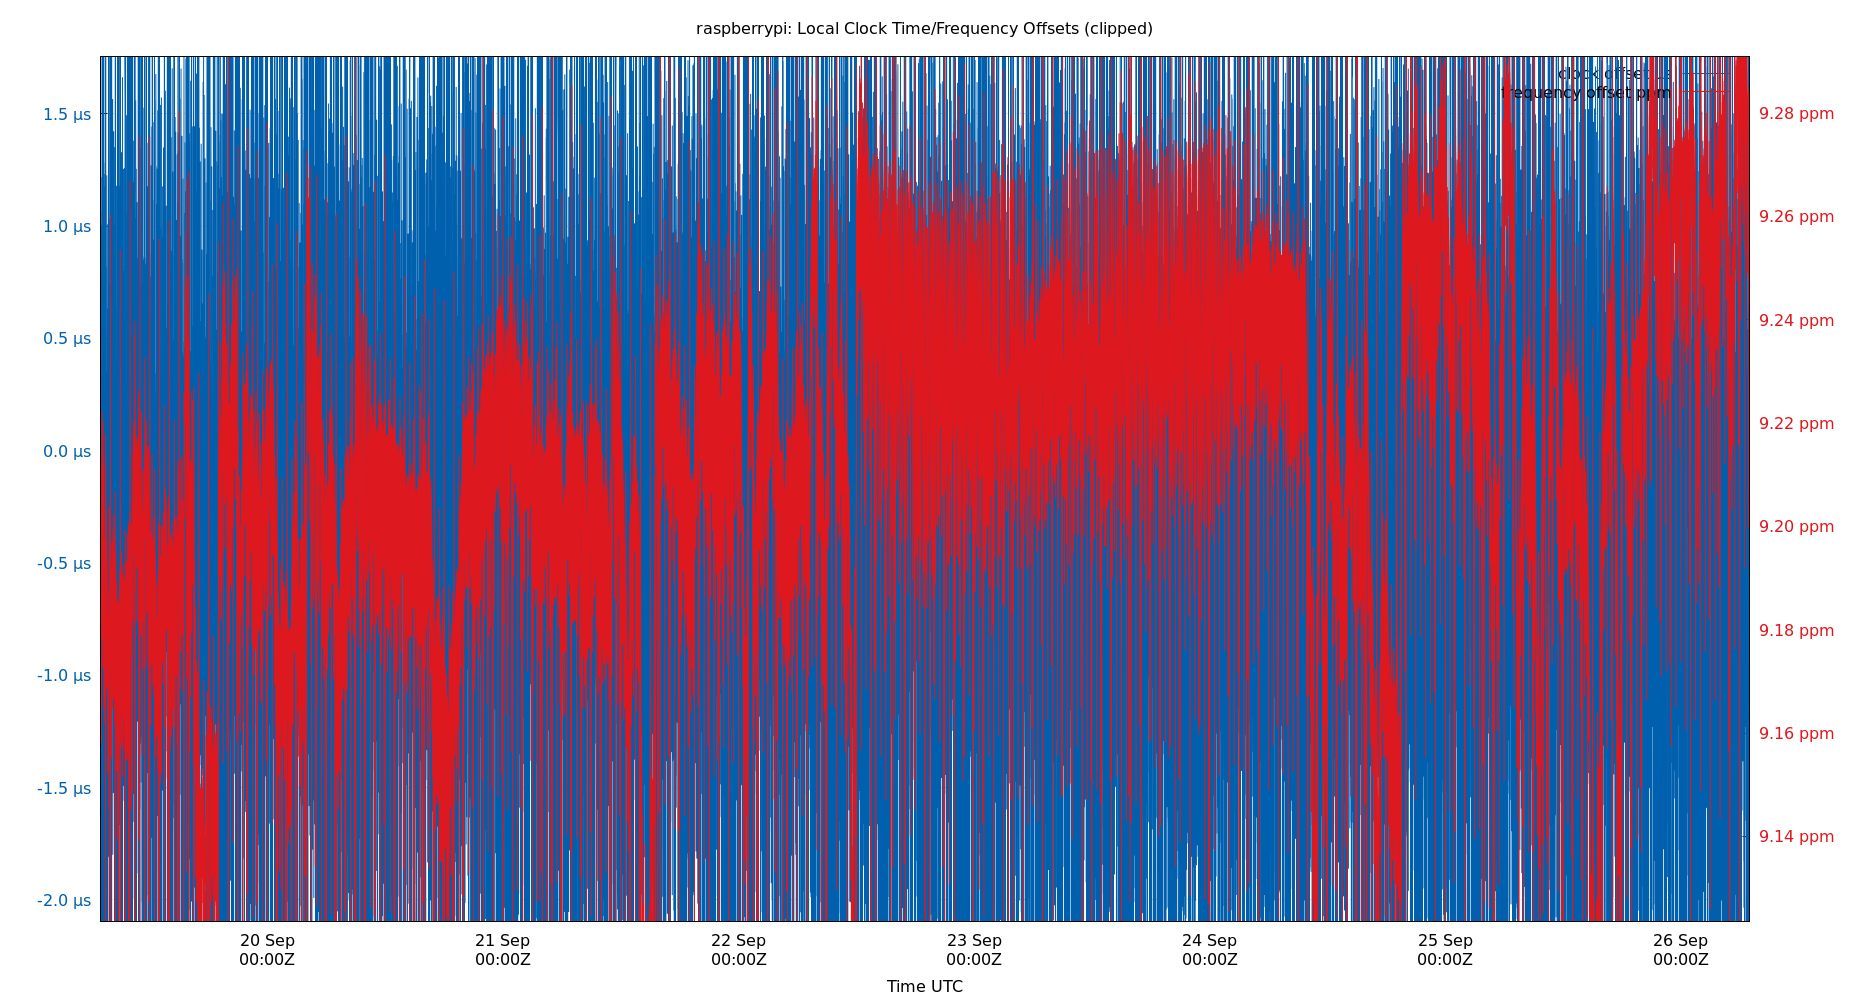 raspberrypi: Local Clock Time/Frequency Offsets (clipped)
clock offset µs
frequency offset ppm
1.5 µs
1.0 µs
0.5 µs
0.0 µs
-0.5 µs
-1.0 µs
-1.5 µs
-2.0 µs
9.28 ppm
9.26 ppm
9.24 ppm
9.22 ppm
9.20 ppm
9.18 ppm
9.16 ppm
9.14 ppm
20 Sep 21 Sep 22 Sep 23 Sep 24 Sep 25 Sep 26 Sep
00:00Z 00:00Z 00:00Z 00:00Z 00:00Z 00:00Z 00:00Z
Time UTC